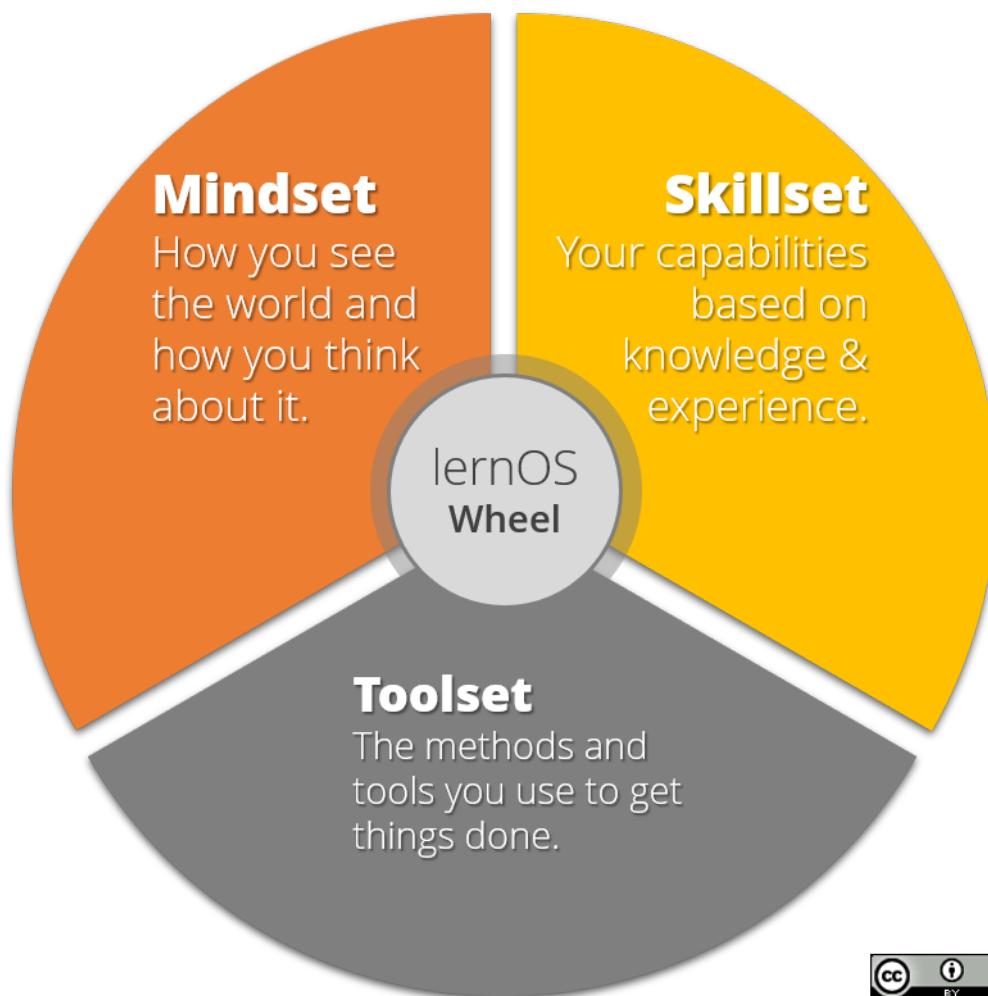 Mindset
How you see
the world and
how you think
about it.
Skillset
Your capabilities
based on
knowledge &
experience.
lernOS
Wheel
Toolset
The methods and
tools you use to get
things done.
cc
BY